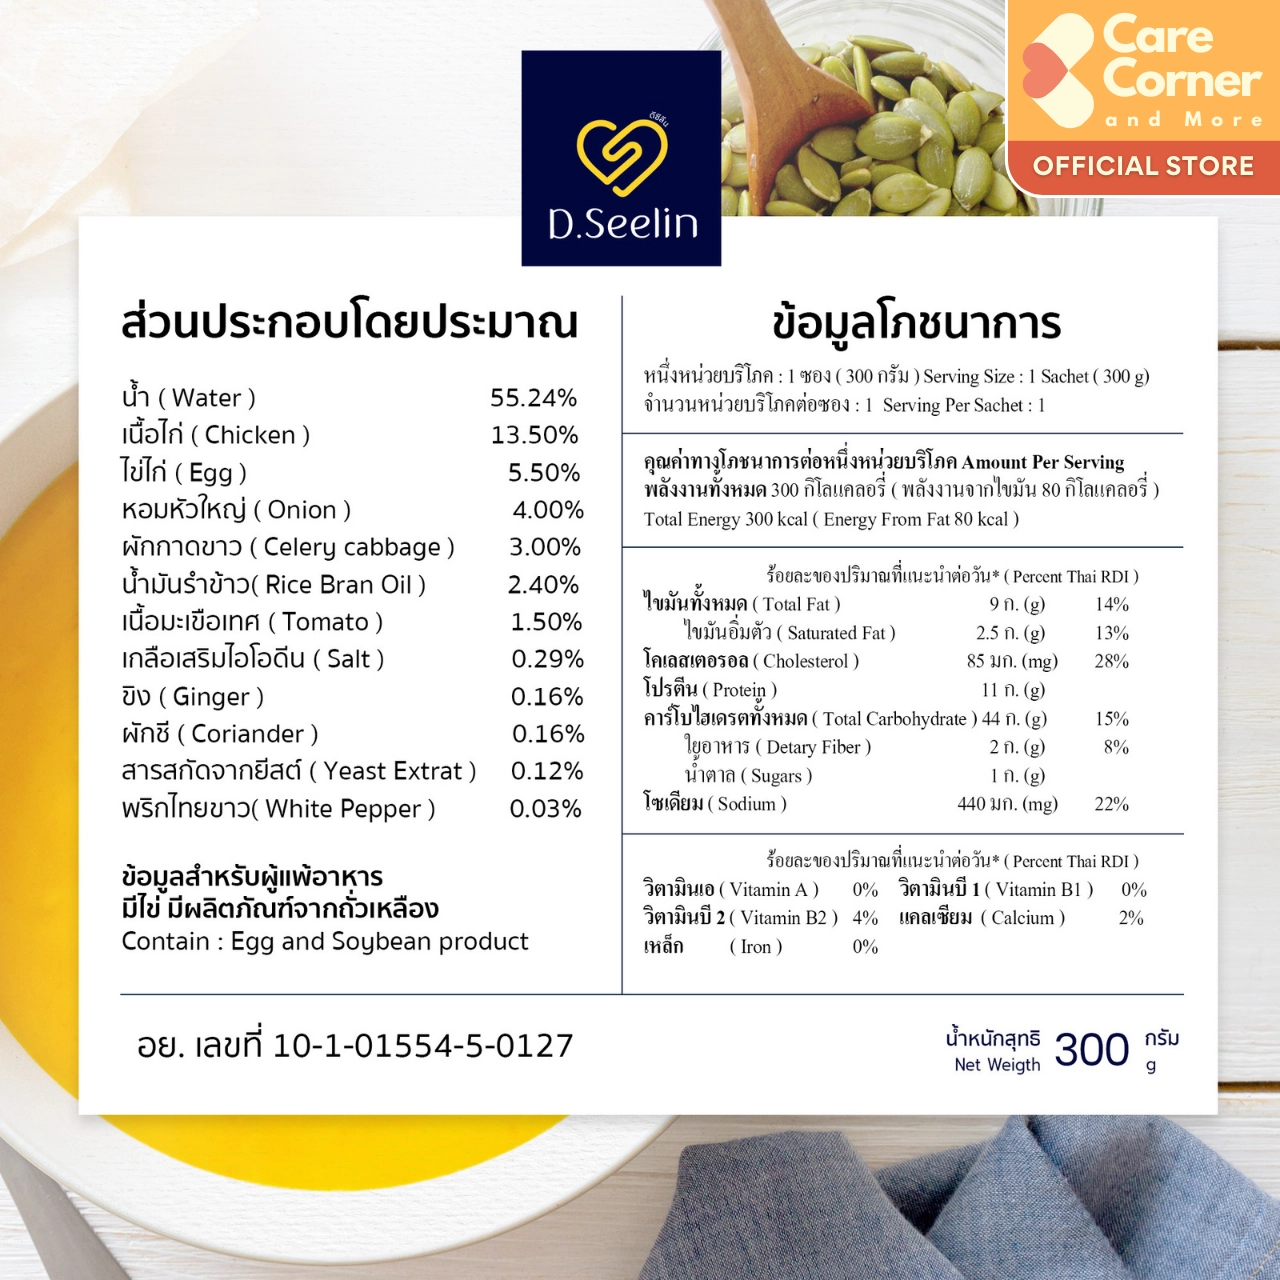 Care
Corner
and More
OFFICIAL STORE
ดีซีลิน
D.Seelin
ส่วนประกอบโดยประมาณ
น้ำ ( Water ) 55.24%
เนื้อไก่ ( Chicken ) 13.50%
ไข่ไก่ ( Egg ) 5.50%
หอมหัวใหญ่ ( Onion ) 4.00%
ผักกาดขาว ( Celery cabbage ) 3.00%
น้ำมันรำข้าว( Rice Bran Oil ) 2.40%
เนื้อมะเขือเทศ ( Tomato ) 1.50%
เกลือเสริมไอโอดีน ( Salt ) 0.29%
ขิง ( Ginger ) 0.16%
ผักชี ( Coriander ) 0.16%
สารสกัดจากยีสต์ ( Yeast Extrat ) 0.12%
พริกไทยขาว( White Pepper ) 0.03%
ข้อมูลสำหรับผู้แพ้อาหาร
มีไข่ มีผลิตภัณฑ์จากถั่วเหลือง
Contain : Egg and Soybean product
ข้อมูลโภชนาการ
หนึ่งหน่วยบริโภค : 1 ซอง ( 300 กรัม ) Serving Size : 1 Sachet ( 300 g)
จำนวนหน่วยบริโภคต่อซอง : 1 Serving Per Sachet : 1
คุณค่าทางโภชนาการต่อหนึ่งหน่วยบริโภค Amount Per Serving
พลังงานทั้งหมด 300 กิโลแคลอรี่ ( พลังงานจากไขมัน 80 กิโลแคลอรี่ )
Total Energy 300 kcal ( Energy From Fat 80 kcal )
ร้อยละของปริมาณที่แนะนำต่อวัน* ( Percent Thai RDI )
ไขมันทั้งหมด ( Total Fat ) 9 ก. (g) 14%
ไขมันอิ่มตัว ( Saturated Fat ) 2.5 ก. (g) 13%
โคเลสเตอรอล ( Cholesterol ) 85 มก. (mg) 28%
โปรตีน ( Protein ) 11 ก. (g)
คาร์โบไฮเดรตทั้งหมด ( Total Carbohydrate ) 44 ก. (g) 15%
ใยอาหาร ( Detary Fiber ) 2 ก. (g) 8%
น้ำตาล ( Sugars ) 1 ก. (g)
โซเดียม ( Sodium ) 440 มก. (mg) 22%
ร้อยละของปริมาณที่แนะนำต่อวัน* ( Percent Thai RDI )
วิตามินเอ ( Vitamin A ) 0% วิตามินบี 1 ( Vitamin B1 ) 0%
วิตามินบี 2 ( Vitamin B2 ) 4% แคลเซียม ( Calcium ) 2%
เหล็ก ( Iron ) 0%
อย. เลขที่ 10-1-01554-5-0127
น้ำหนักสุทธิ 300 กรัม
Net Weigth g